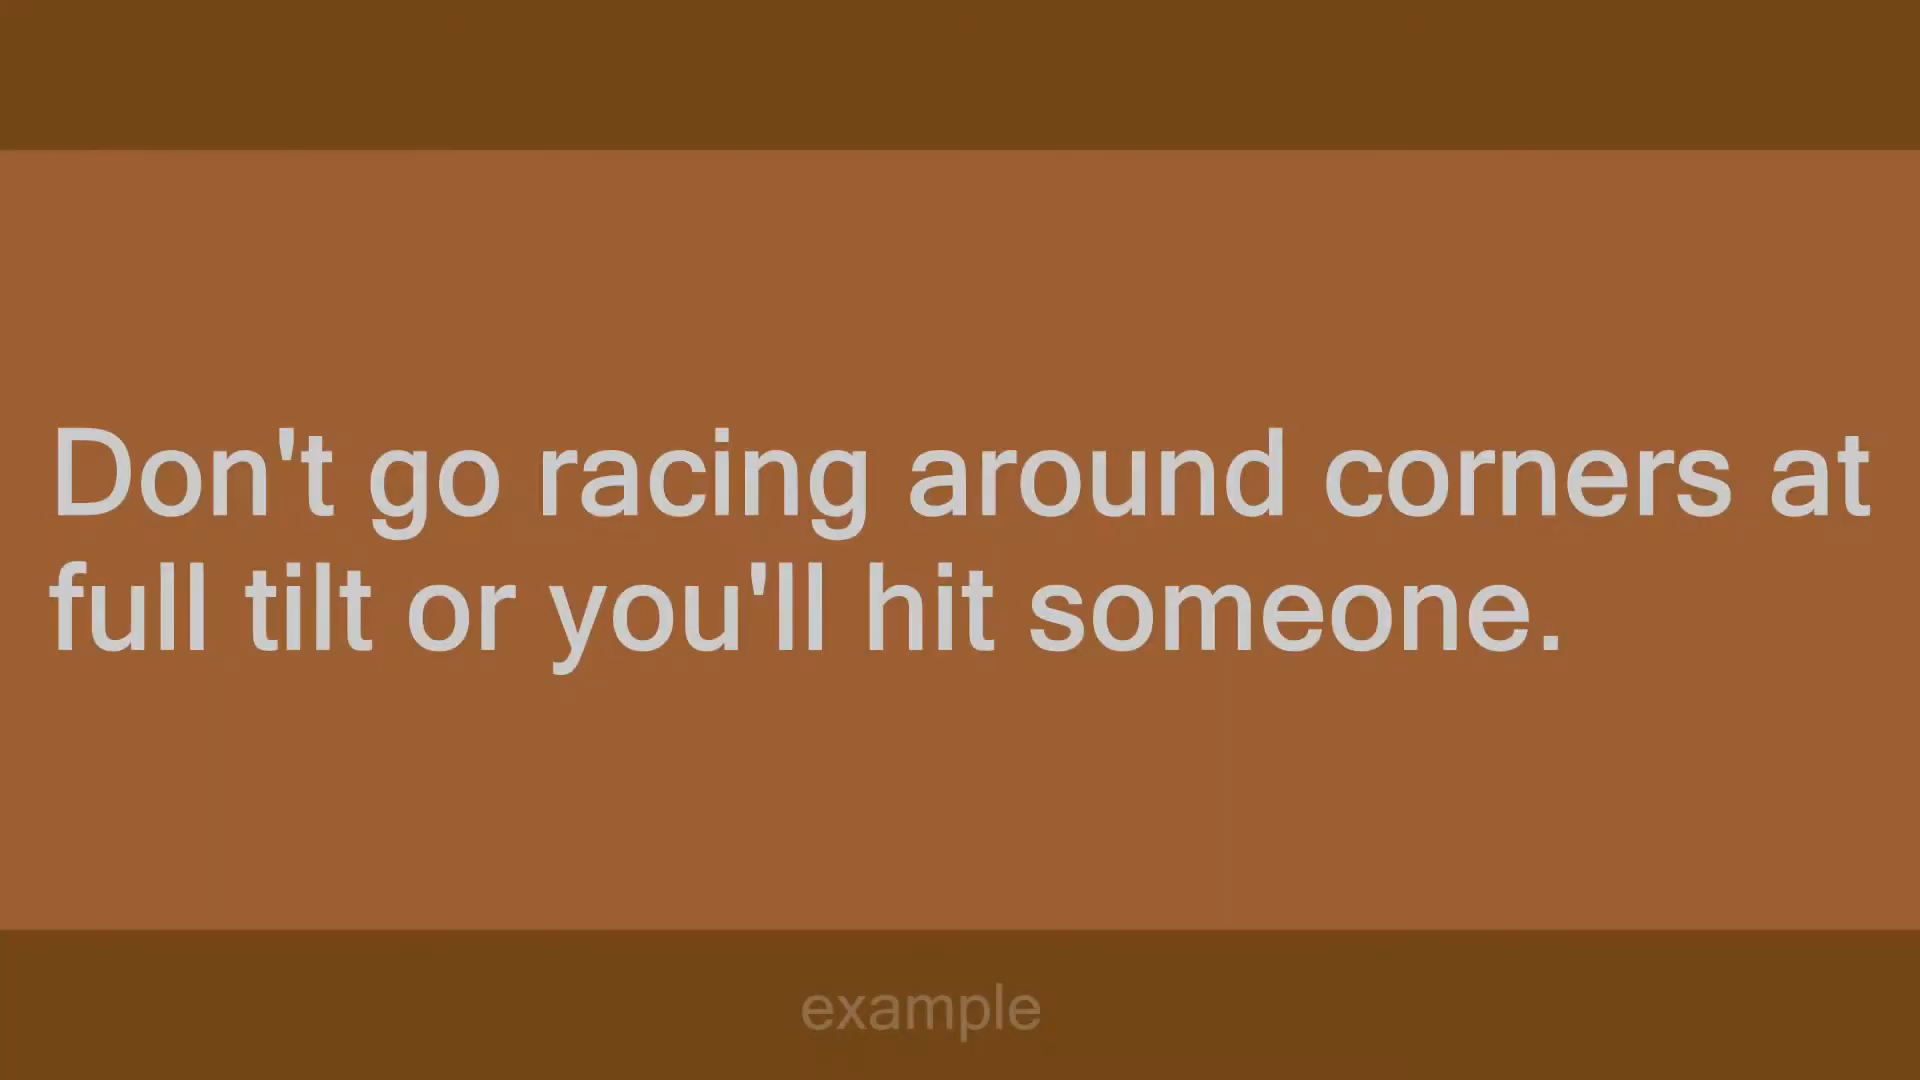 Don't go racing around corners at
full tilt or you'll hit someone.
example